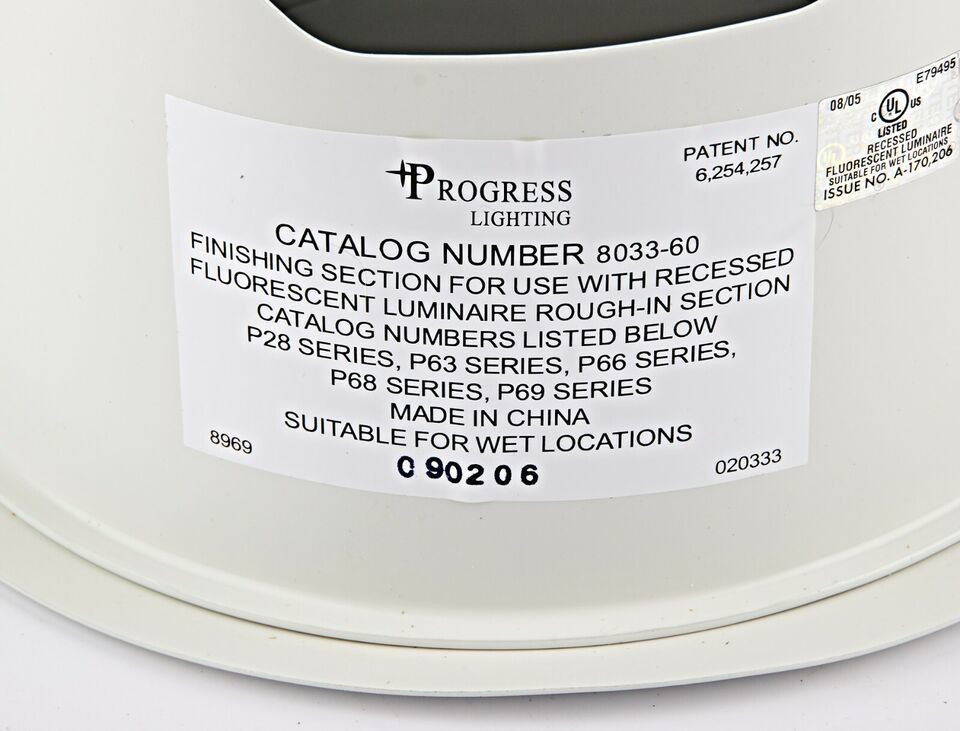 PROGRESS
LIGHTING
PATENT NO.
6,254,257
CATALOG NUMBER 8033-60
FINISHING SECTION FOR USE WITH RECESSED
FLUORESCENT LUMINAIRE ROUGH-IN SECTION
CATALOG NUMBERS LISTED BELOW
P28 SERIES, P63 SERIES, P66 SERIES,
P68 SERIES, P69 SERIES
MADE IN CHINA
SUITABLE FOR WET LOCATIONS
8969
090206
020333
08/05
E79495
C UL US
LISTED
RECESSED
FLUORESCENT LUMINAIRE
SUITABLE FOR WET LOCATIONS
ISSUE NO. A-170,206